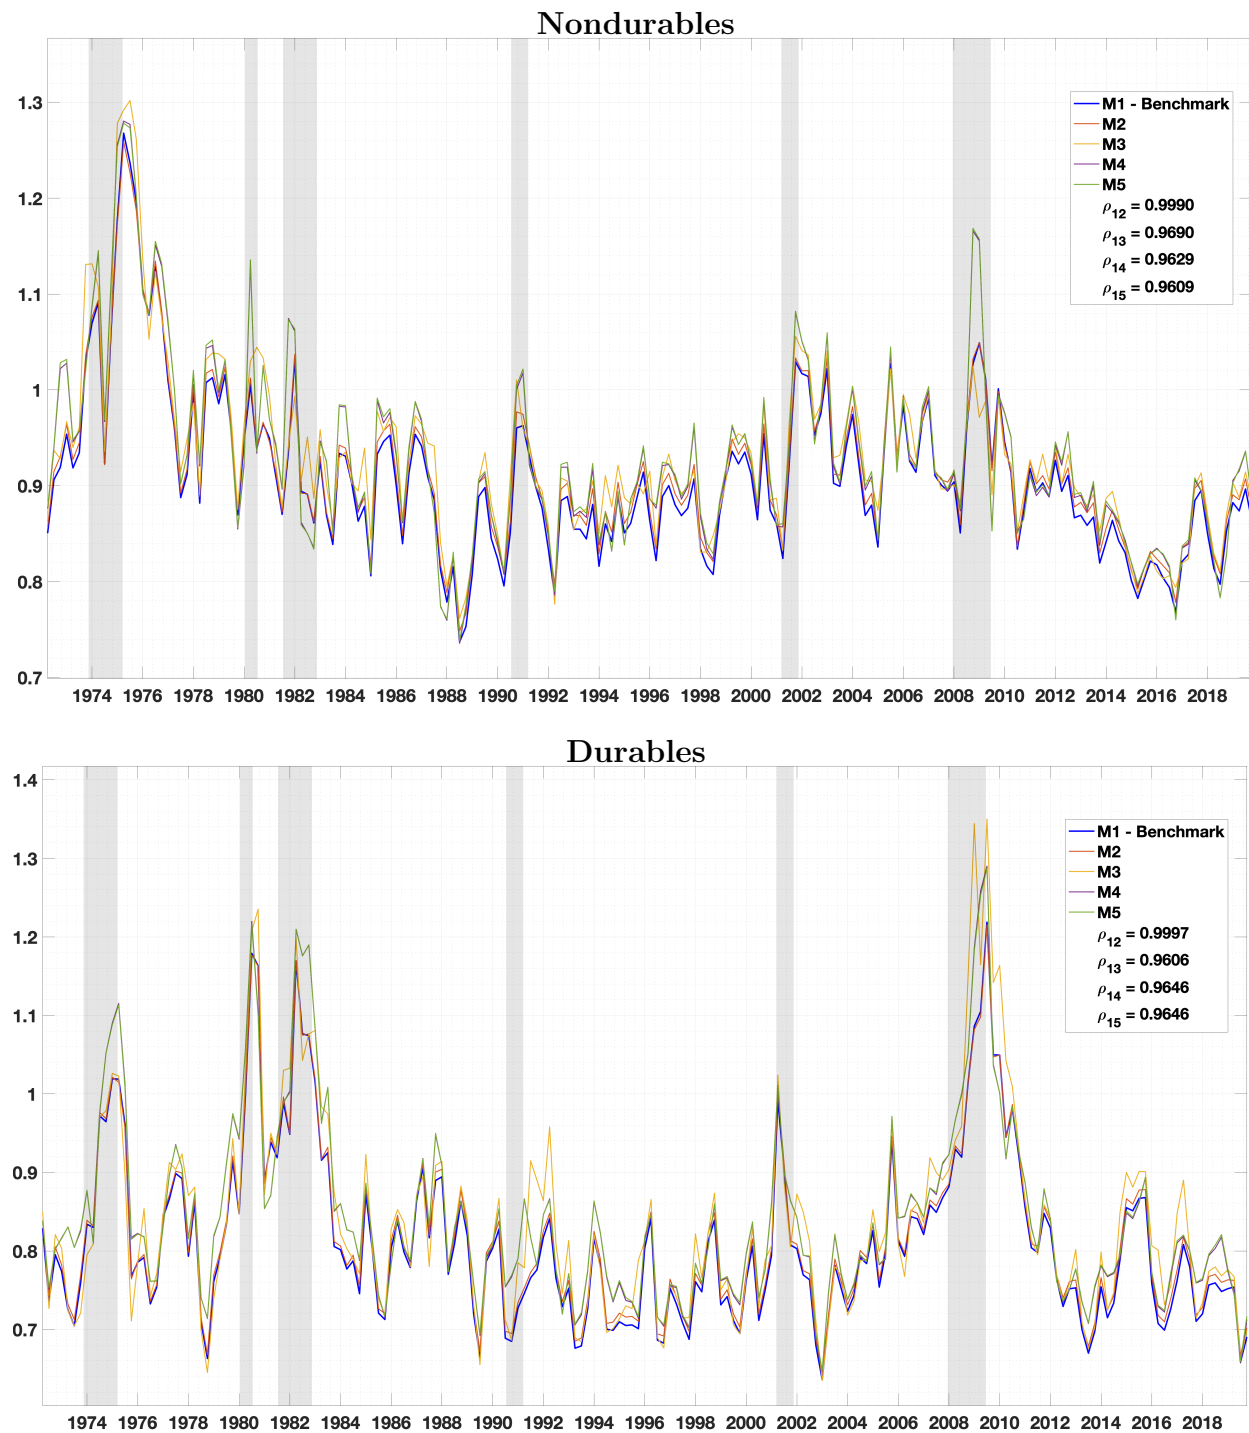 Nondurables
1.3
1.2
1.1
1
0.9
0.8
0.7
M1 - Benchmark
M2
M3
M4
M5
ρ12 = 0.9990
ρ13 = 0.9690
ρ14 = 0.9629
ρ15 = 0.9609
1974 1976 1978 1980 1982 1984 1986 1988 1990 1992 1994 1996 1998 2000 2002 2004 2006 2008 2010 2012 2014 2016 2018
Durables
1.4
1.3
1.2
1.1
1
0.9
0.8
0.7
M1 - Benchmark
M2
M3
M4
M5
ρ12 = 0.9997
ρ13 = 0.9606
ρ14 = 0.9646
ρ15 = 0.9646
1974 1976 1978 1980 1982 1984 1986 1988 1990 1992 1994 1996 1998 2000 2002 2004 2006 2008 2010 2012 2014 2016 2018